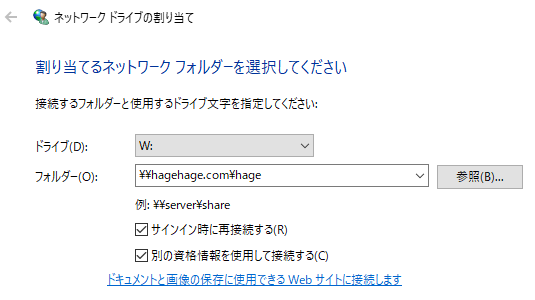 ネットワーク ドライブの割り当て
割り当てるネットワーク フォルダーを選択してください
接続するフォルダーと使用するドライブ文字を指定してください:
ドライブ(D): W:
フォルダー(O): ¥¥hagehage.com¥hage 参照(B)...
例: ¥¥server¥share
サインイン時に再接続する(R)
別の資格情報を使用して接続する(C)
ドキュメントと画像の保存に使用できる Web サイトに接続します